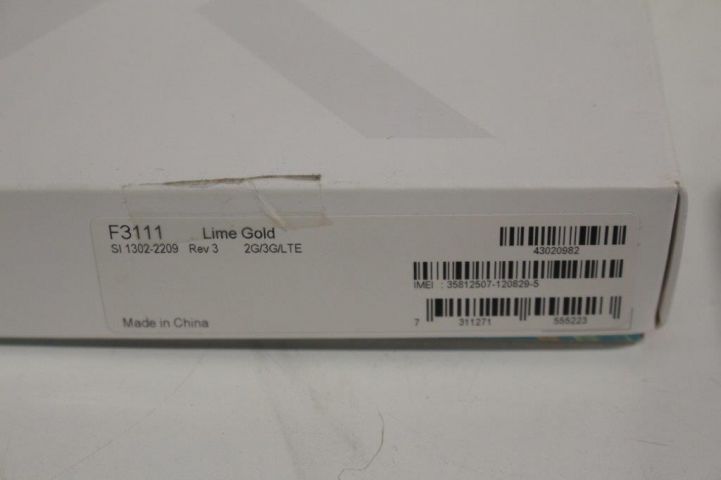 F3111 Lime Gold
SI 1302-2209 Rev 3 2G/3G/LTE
43020982
IMEI : 35812507-120829-5
7 311271 555223
Made in China